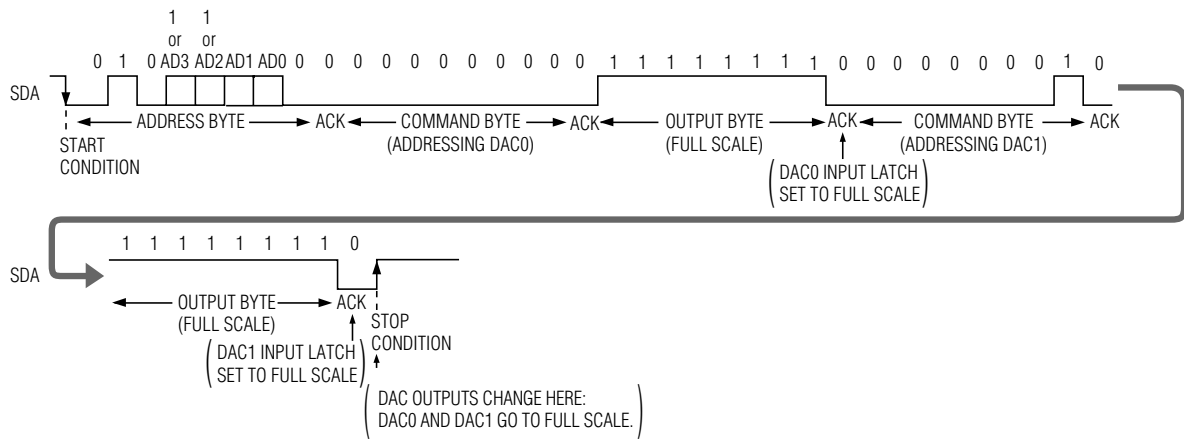 1 1
or or
0 1 0 AD3 AD2 AD1 AD0 0 0 0 0 0 0 0 0 0 0 0 1 1 1 1 1 1 1 1 0 0 0 0 0 0 0 0 1 0
SDA
ADDRESS BYTE ACK COMMAND BYTE ACK OUTPUT BYTE ACK COMMAND BYTE ACK
(ADDRESSING DAC0) (FULL SCALE) (ADDRESSING DAC1)
START
CONDITION
(DAC0 INPUT LATCH
SET TO FULL SCALE)
1 1 1 1 1 1 1 1 0
SDA
OUTPUT BYTE ACK
(FULL SCALE)
STOP
CONDITION
(DAC1 INPUT LATCH
SET TO FULL SCALE)
(DAC OUTPUTS CHANGE HERE:
DAC0 AND DAC1 GO TO FULL SCALE.)